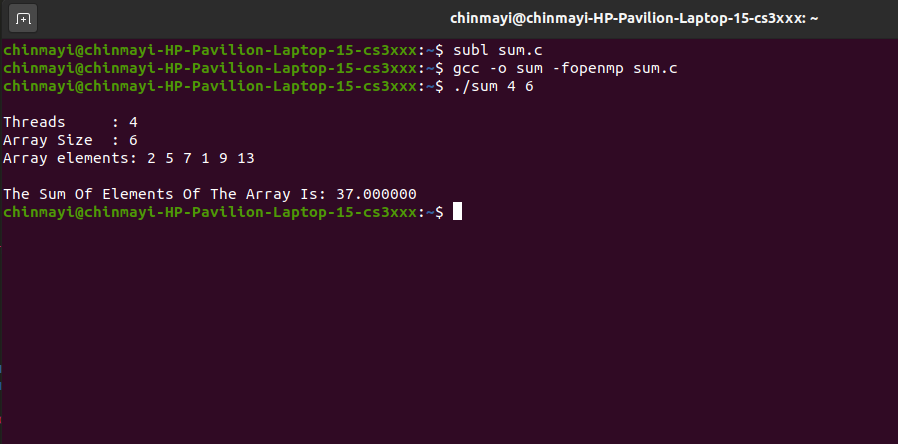 chinmayi@chinmayi-HP-Pavilion-Laptop-15-cs3xxx: ~
chinmayi@chinmayi-HP-Pavilion-Laptop-15-cs3xxx:~$ subl sum.c
chinmayi@chinmayi-HP-Pavilion-Laptop-15-cs3xxx:~$ gcc -o sum -fopenmp sum.c
chinmayi@chinmayi-HP-Pavilion-Laptop-15-cs3xxx:~$ ./sum 4 6
Threads     : 4
Array Size  : 6
Array elements: 2 5 7 1 9 13
The Sum Of Elements Of The Array Is: 37.000000
chinmayi@chinmayi-HP-Pavilion-Laptop-15-cs3xxx:~$